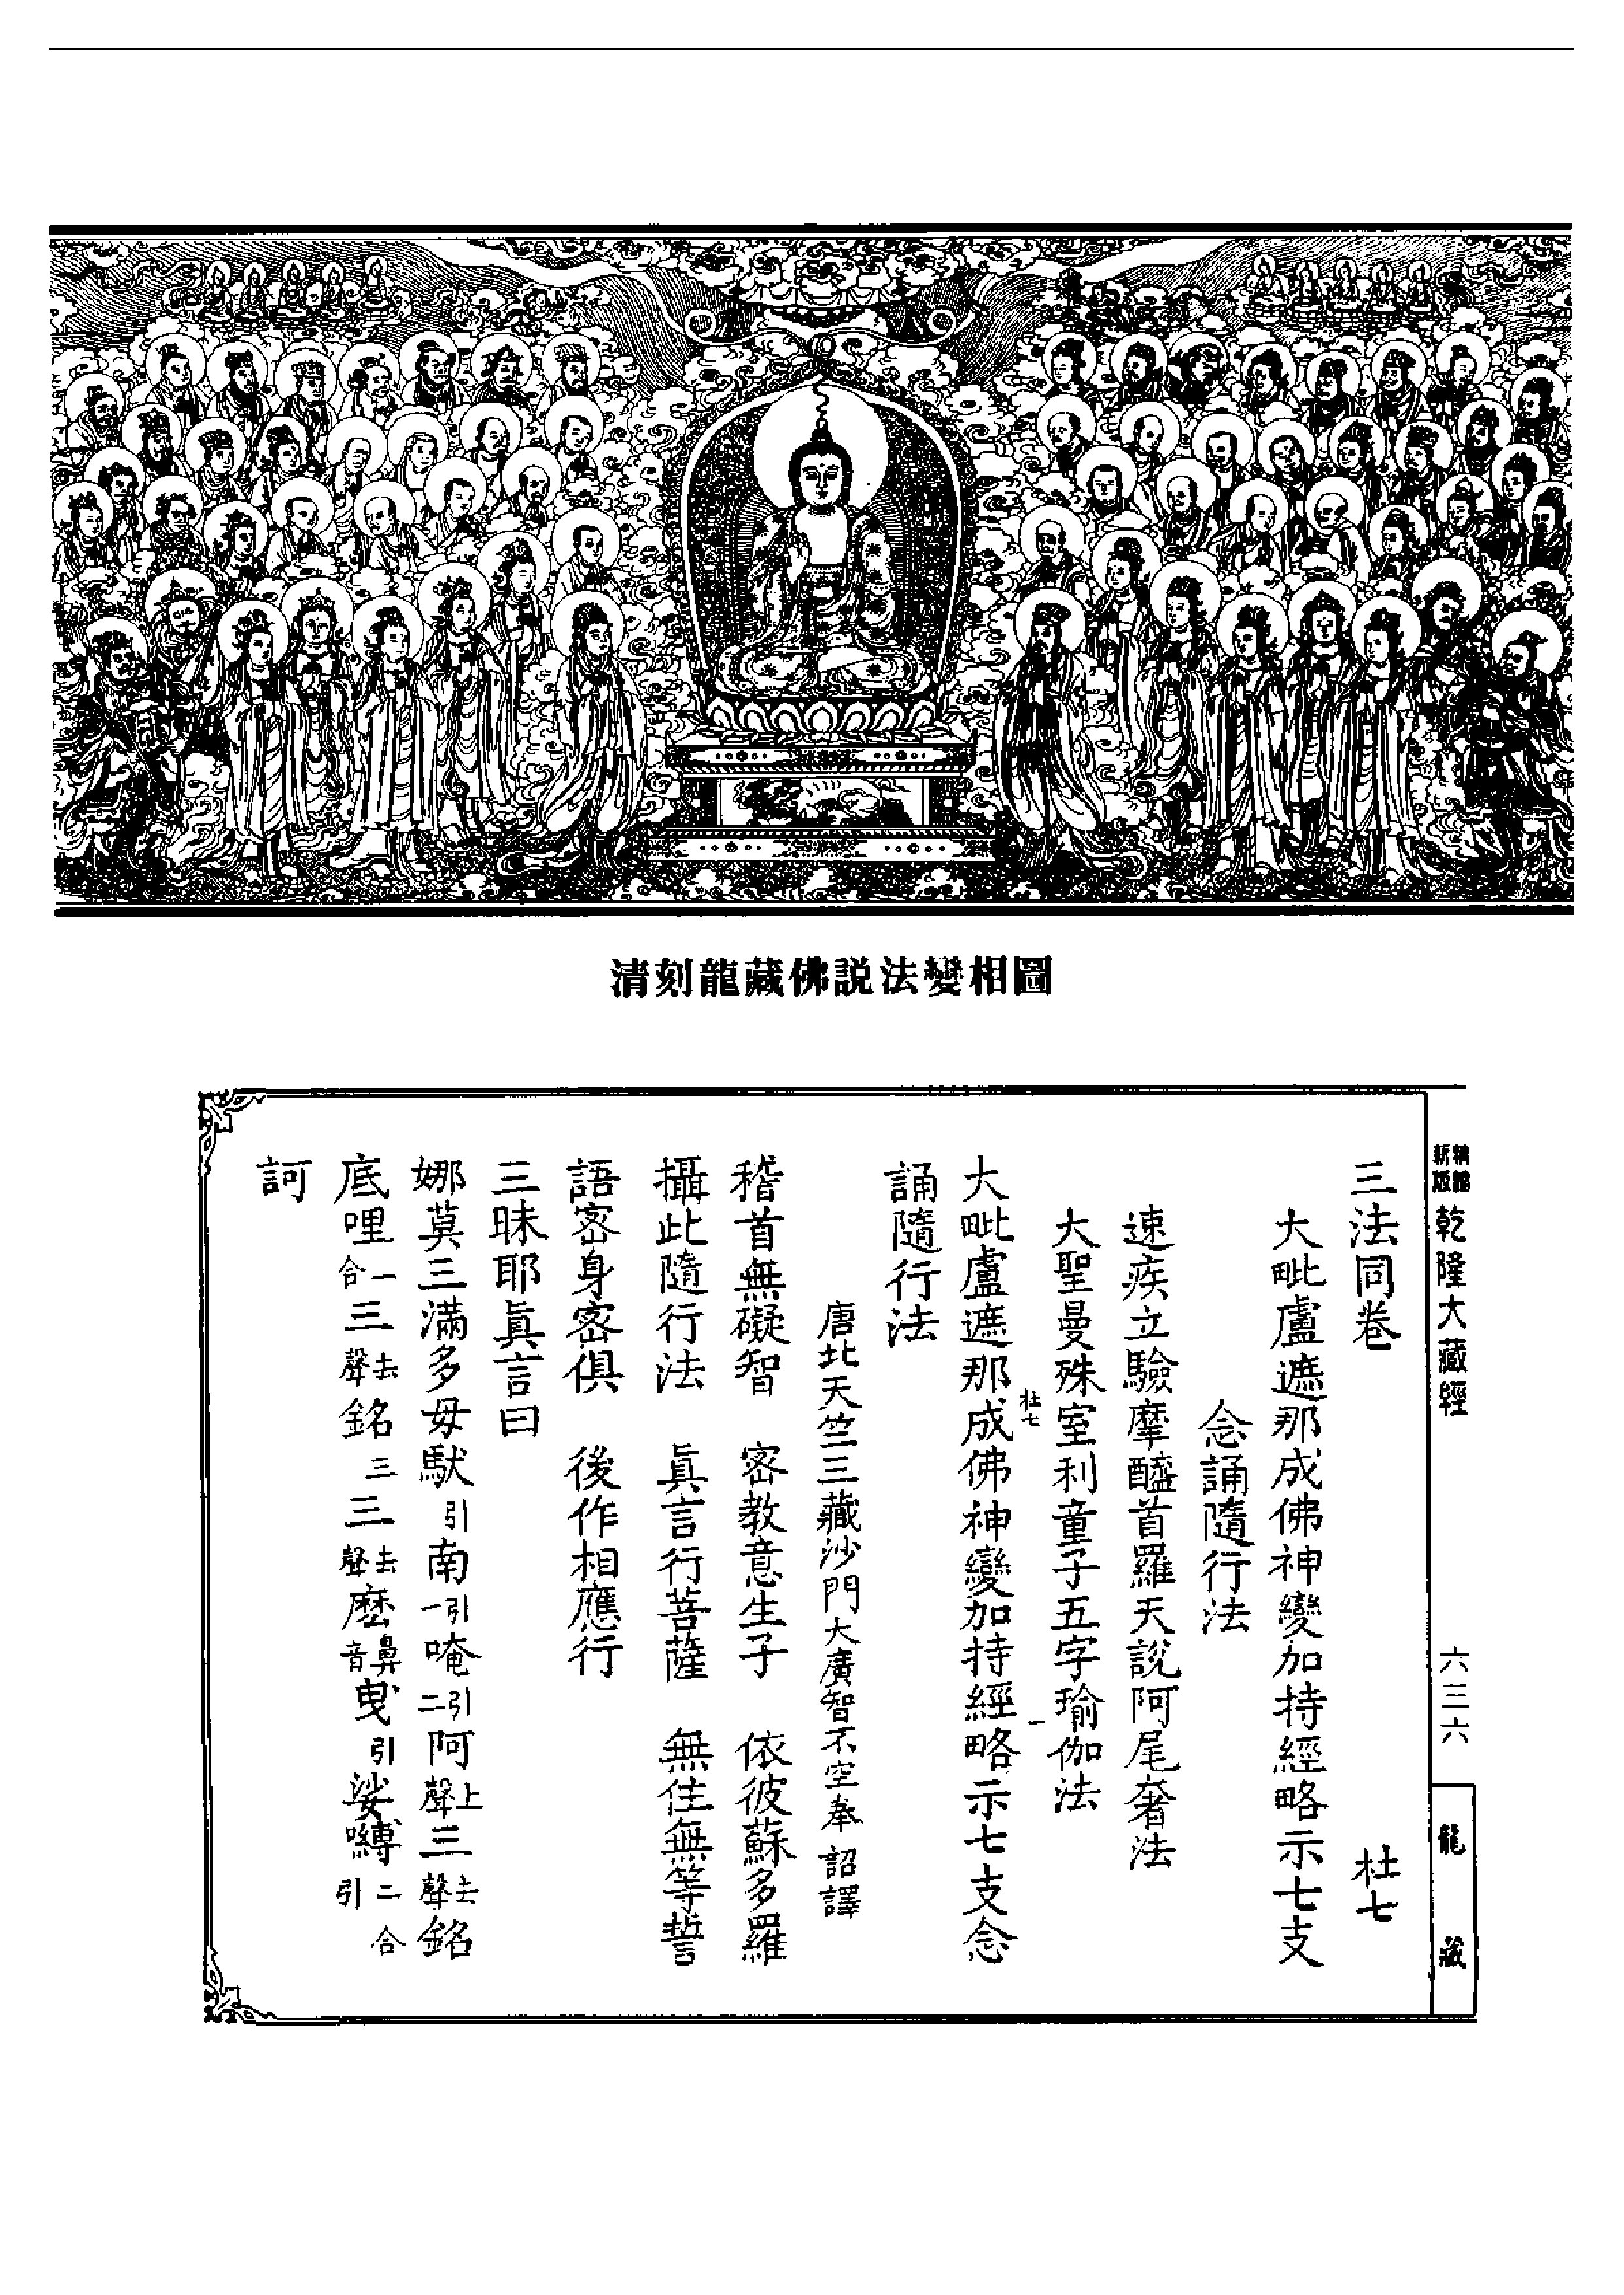 清刻龍藏佛説法變相圖
新版 精縮
乾隆大藏經
六三六
龍藏
三法同卷 杜七
大毗盧遮那成佛神變加持經略示七支
念誦隨行法
速疾立驗摩醯首羅天說阿尾奢法
大聖曼殊室利童子五字瑜伽法
杜七 一
大毗盧遮那成佛神變加持經略示七支念
誦隨行法
唐北天竺三藏沙門大廣智不空奉 詔譯
稽首無礙智 密教意生子 依彼蘇多羅
攝此隨行法 眞言行菩薩 無住無等誓
語密身密俱 後作相應行
三昧耶眞言曰
娜莫三滿多毋馱引南引一唵引二阿上聲三去聲銘
底哩二合三去聲銘三三去聲麽鼻音曳引娑嚩二合引
訶